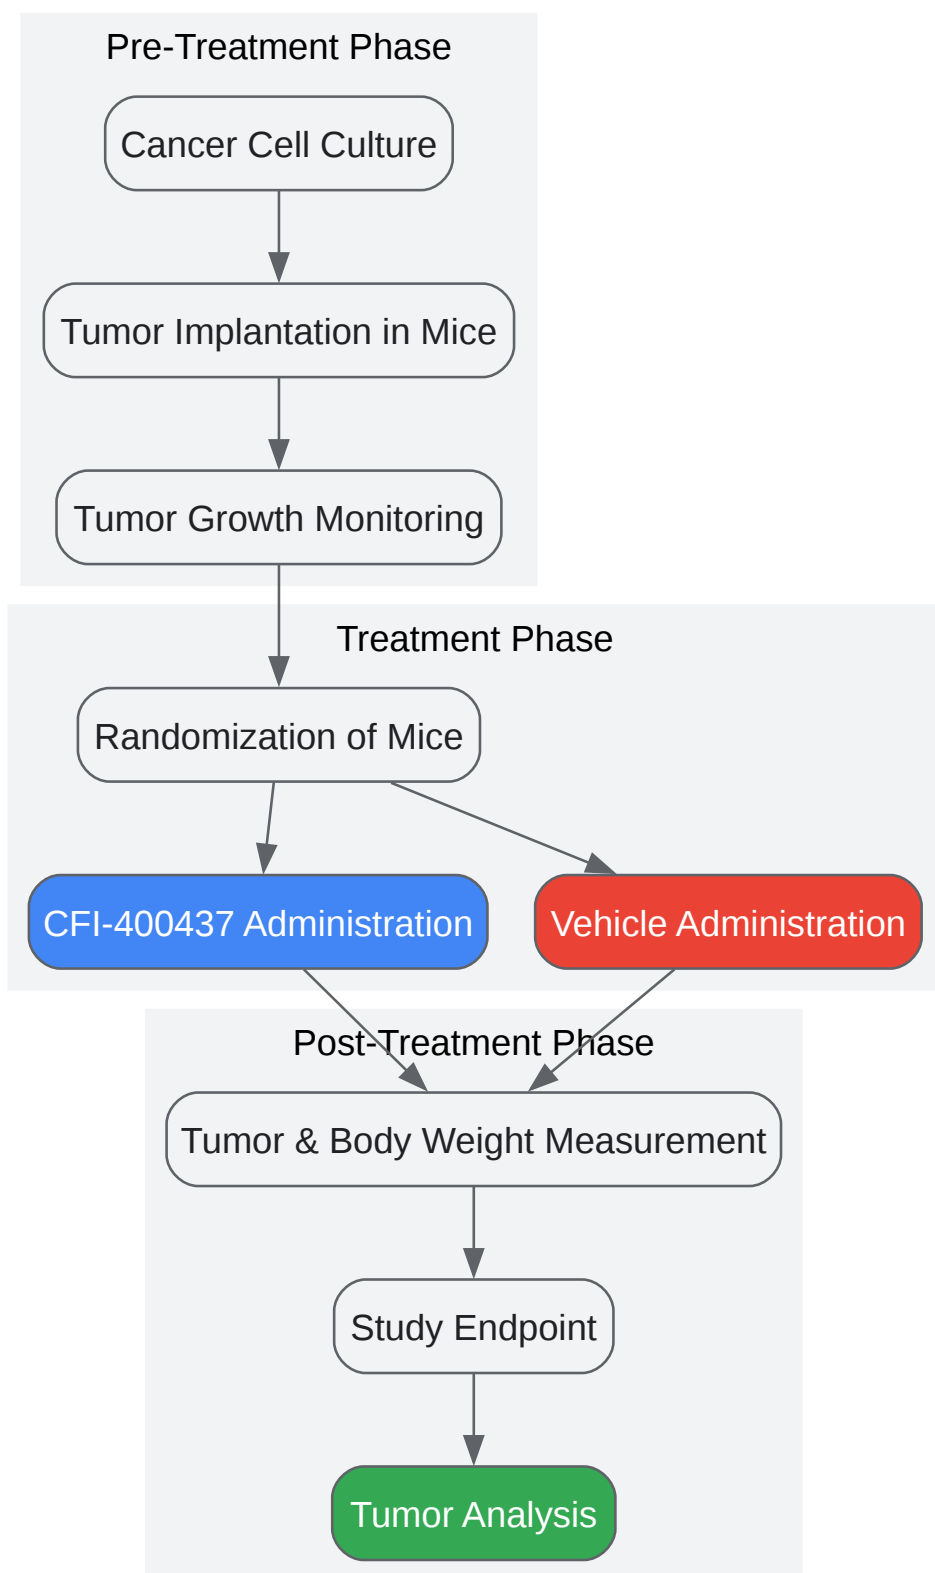 Pre-Treatment Phase
Cancer Cell Culture
Tumor Implantation in Mice
Tumor Growth Monitoring
Treatment Phase
Randomization of Mice
CFI-400437 Administration
Vehicle Administration
Post-Treatment Phase
Tumor & Body Weight Measurement
Study Endpoint
Tumor Analysis